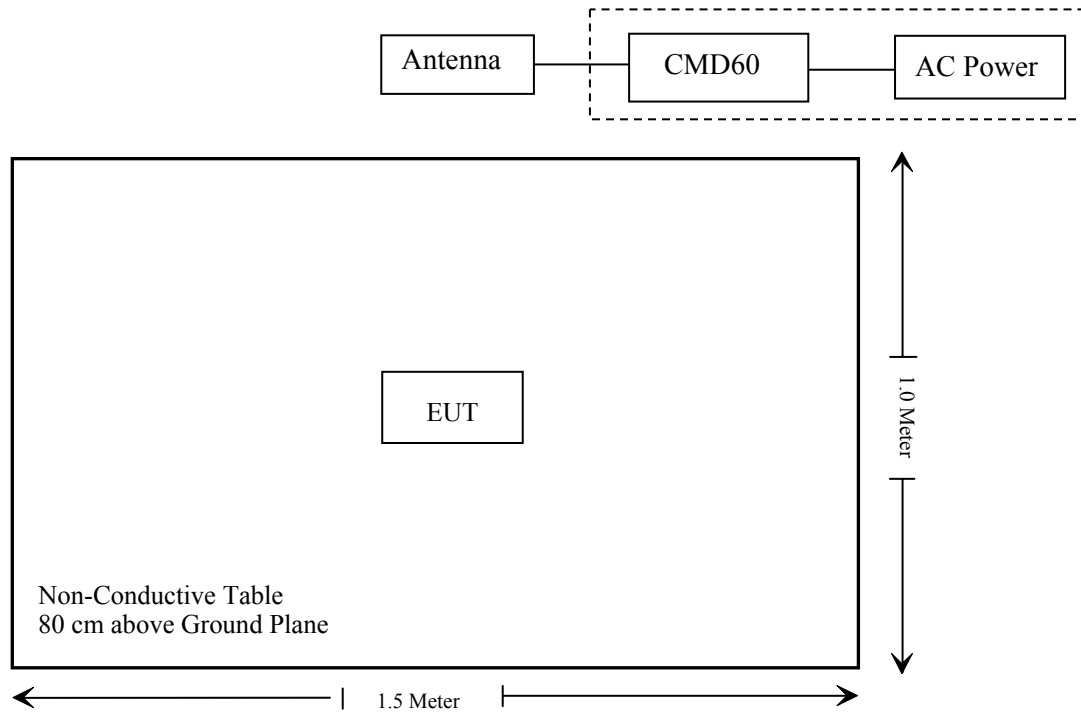 Antenna
CMD60
AC Power
EUT
1.0 Meter
Non-Conductive Table
80 cm above Ground Plane
1.5 Meter